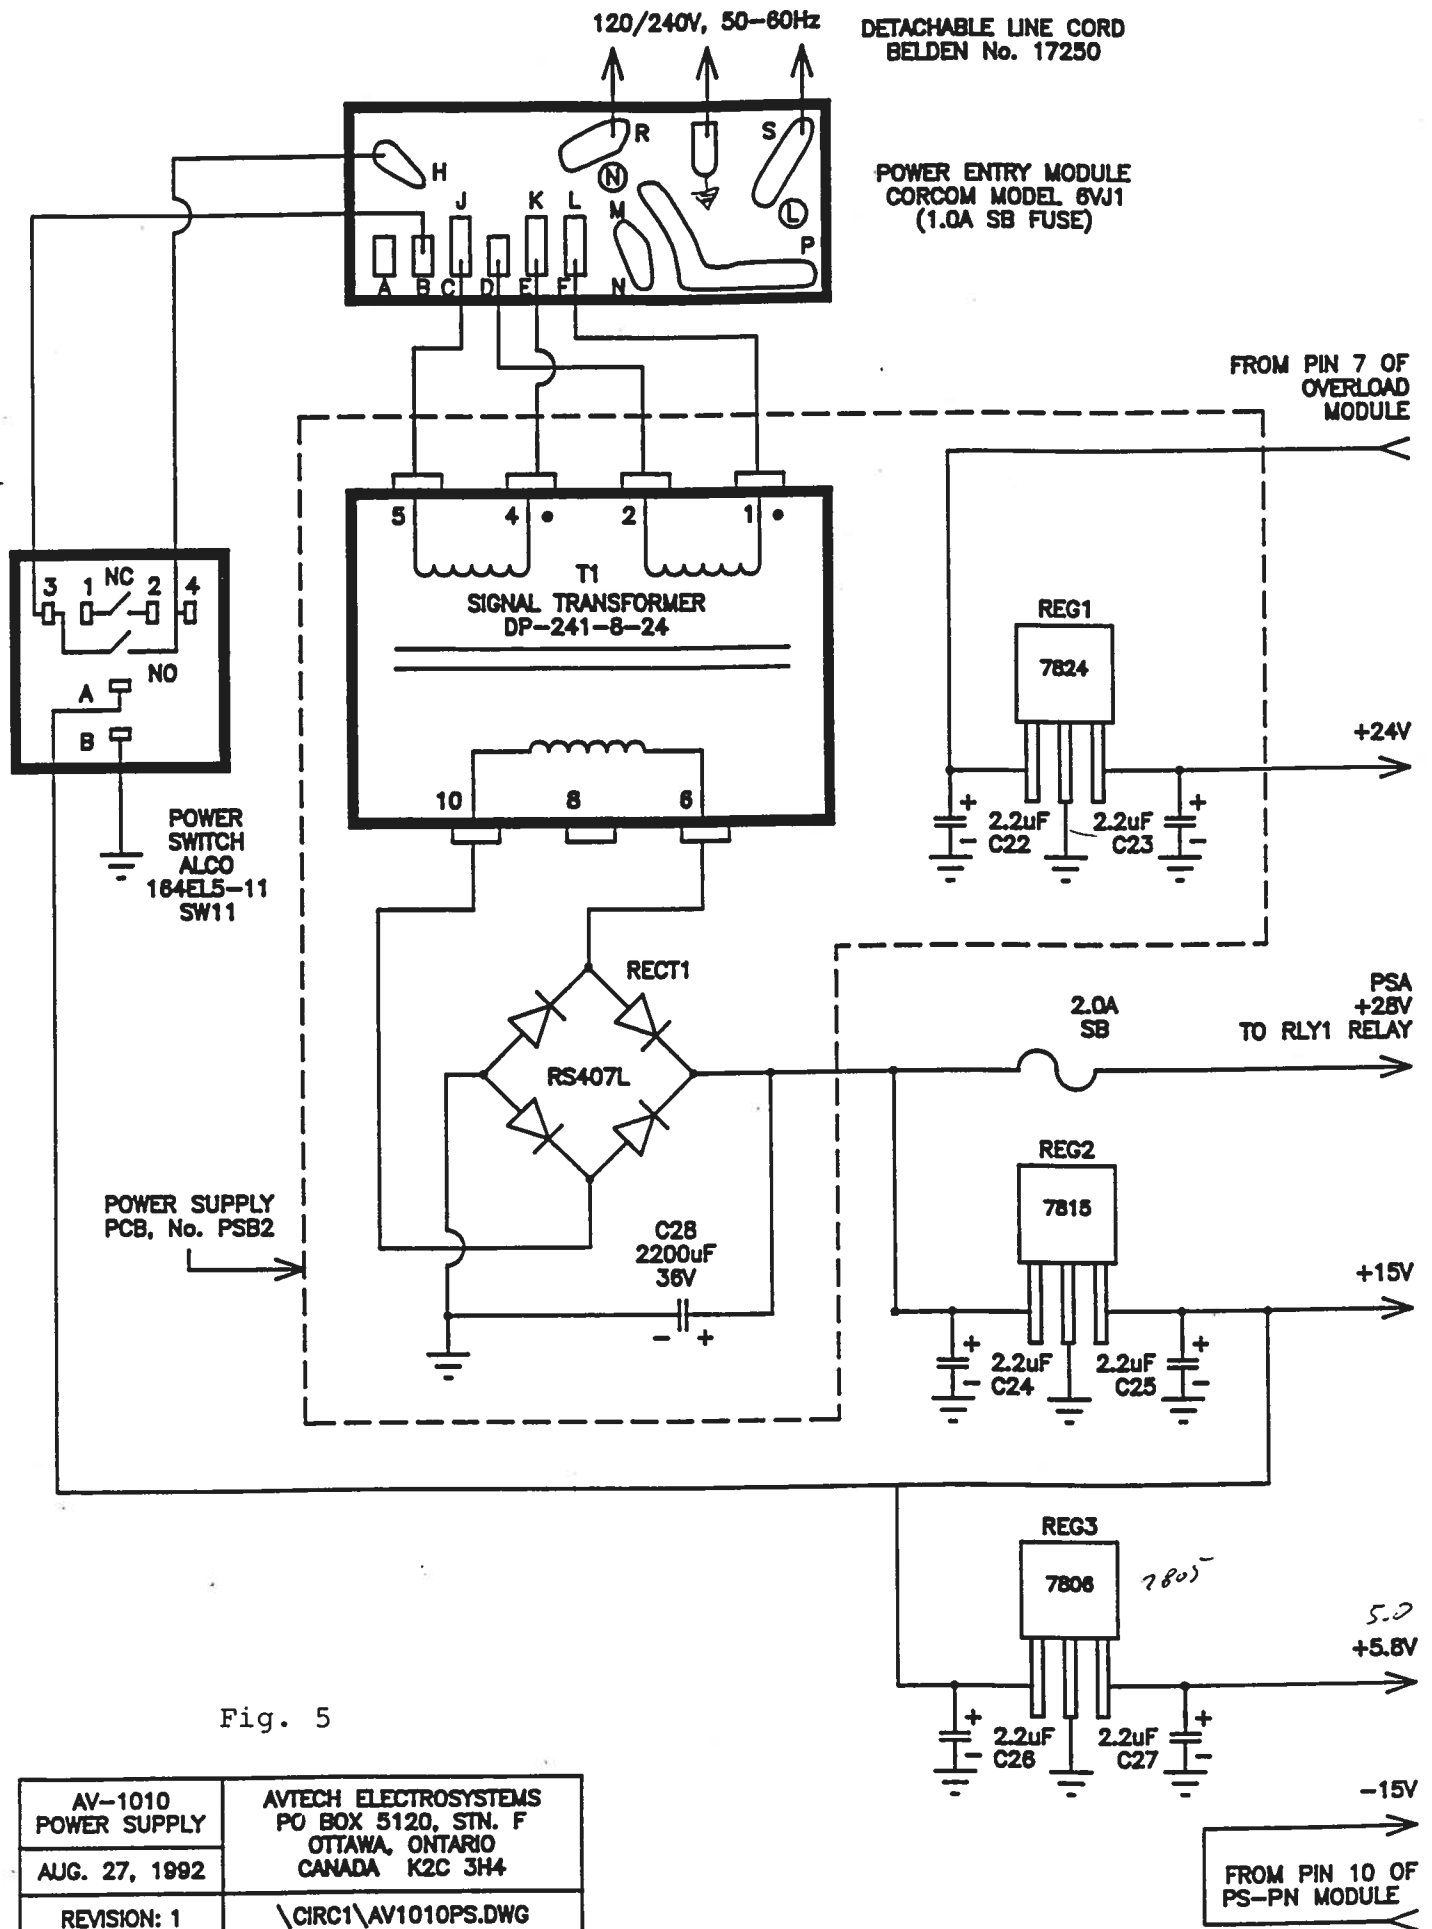 120/240V, 50-60Hz
DETACHABLE LINE CORD
BELDEN No. 17250
POWER ENTRY MODULE
CORCOM MODEL 6VJ1
(1.0A SB FUSE)
H
R
N
S
L
J
K
L
M
P
A
B
C
D
E
F
N
FROM PIN 7 OF
OVERLOAD
MODULE
5
4
2
1
T1
SIGNAL TRANSFORMER
DP-241-8-24
10
8
6
3
1
NC
2
4
NO
A
B
POWER
SWITCH
ALCO
164EL5-11
SW11
REG1
7824
+24V
+
2.2uF
-
C22
2.2uF
C23
+
-
RECT1
RS407L
2.0A
SB
PSA
+28V
TO RLY1 RELAY
POWER SUPPLY
PCB, No. PSB2
C28
2200uF
36V
- +
REG2
7815
+15V
+
2.2uF
-
C24
2.2uF
C25
+
-
REG3
7806
7805
5.0
+5.8V
+
2.2uF
-
C26
2.2uF
C27
+
-
-15V
FROM PIN 10 OF
PS-PN MODULE
Fig. 5
AV-1010
POWER SUPPLY
AUG. 27, 1992
REVISION: 1
AVTECH ELECTROSYSTEMS
PO BOX 5120, STN. F
OTTAWA, ONTARIO
CANADA K2C 3H4
\CIRC1\AV1010PS.DWG